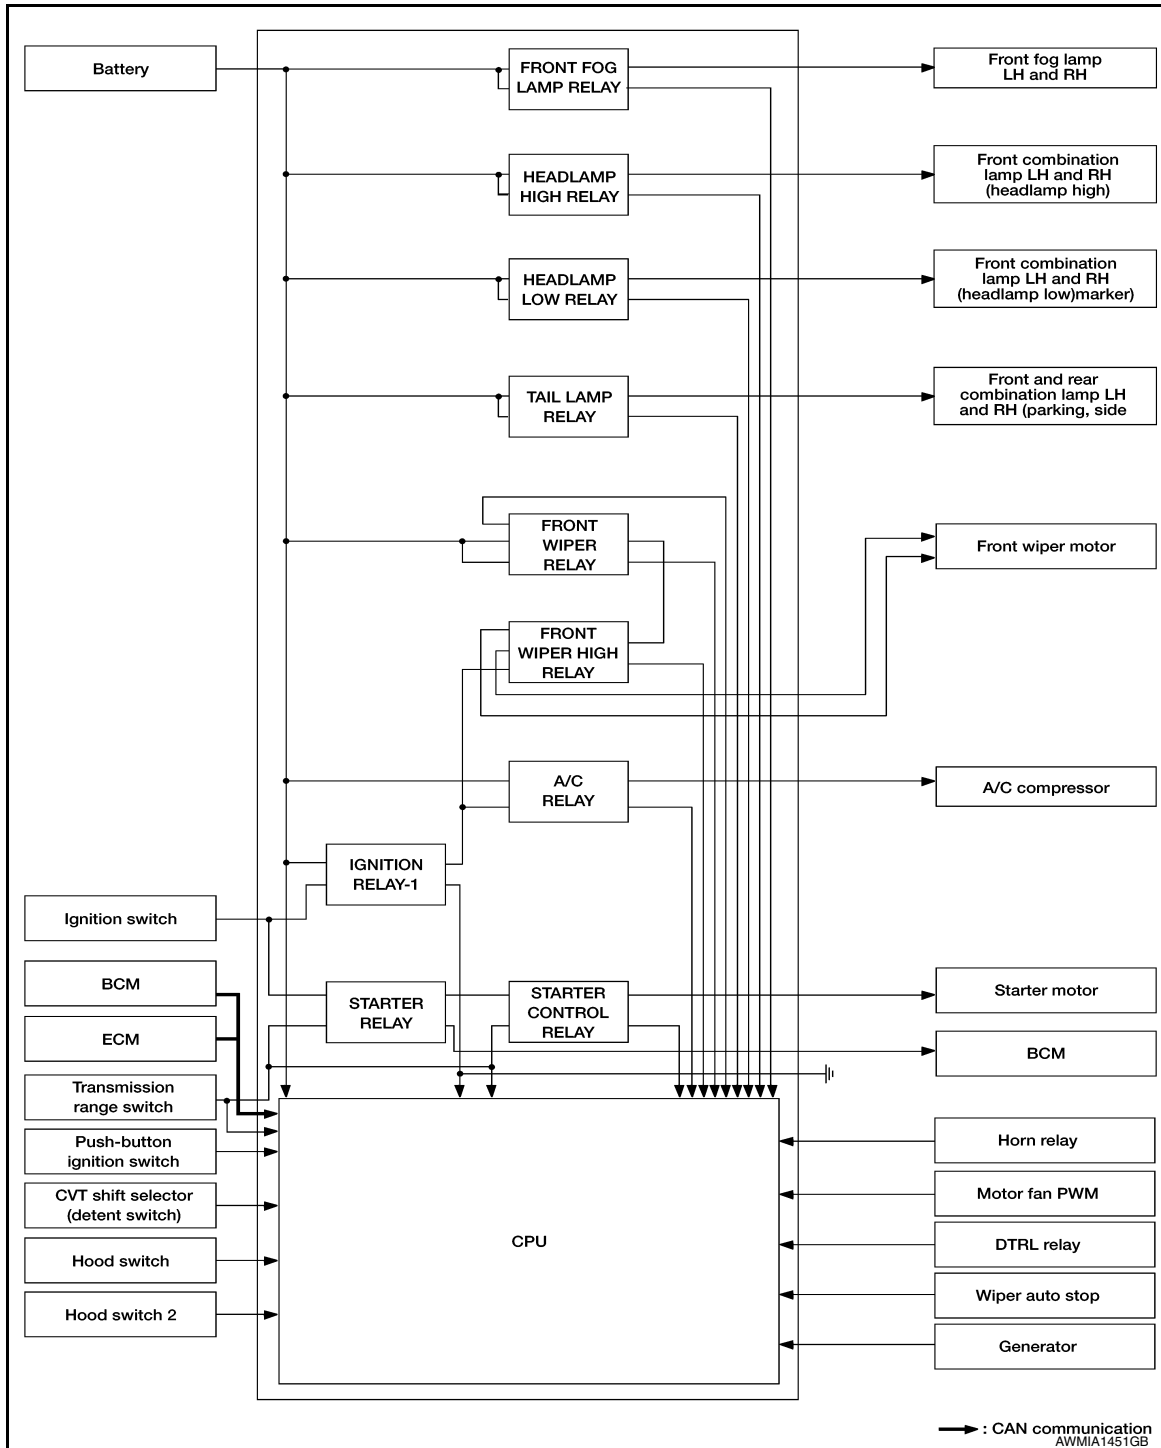 Battery
FRONT FOG
LAMP RELAY
Front fog lamp
LH and RH
HEADLAMP
HIGH RELAY
Front combination
lamp LH and RH
(headlamp high)
HEADLAMP
LOW RELAY
Front combination
lamp LH and RH
(headlamp low)marker)
TAIL LAMP
RELAY
Front and rear
combination lamp LH
and RH (parking, side
FRONT
WIPER
RELAY
Front wiper motor
FRONT
WIPER HIGH
RELAY
A/C
RELAY
A/C compressor
IGNITION
RELAY-1
Ignition switch
BCM
STARTER
RELAY
STARTER
CONTROL
RELAY
Starter motor
ECM
BCM
Transmission
range switch
Push-button
ignition switch
Horn relay
CVT shift selector
(detent switch)
Motor fan PWM
CPU
Hood switch
DTRL relay
Hood switch 2
Wiper auto stop
Generator
: CAN communication
AWMIA1451GB